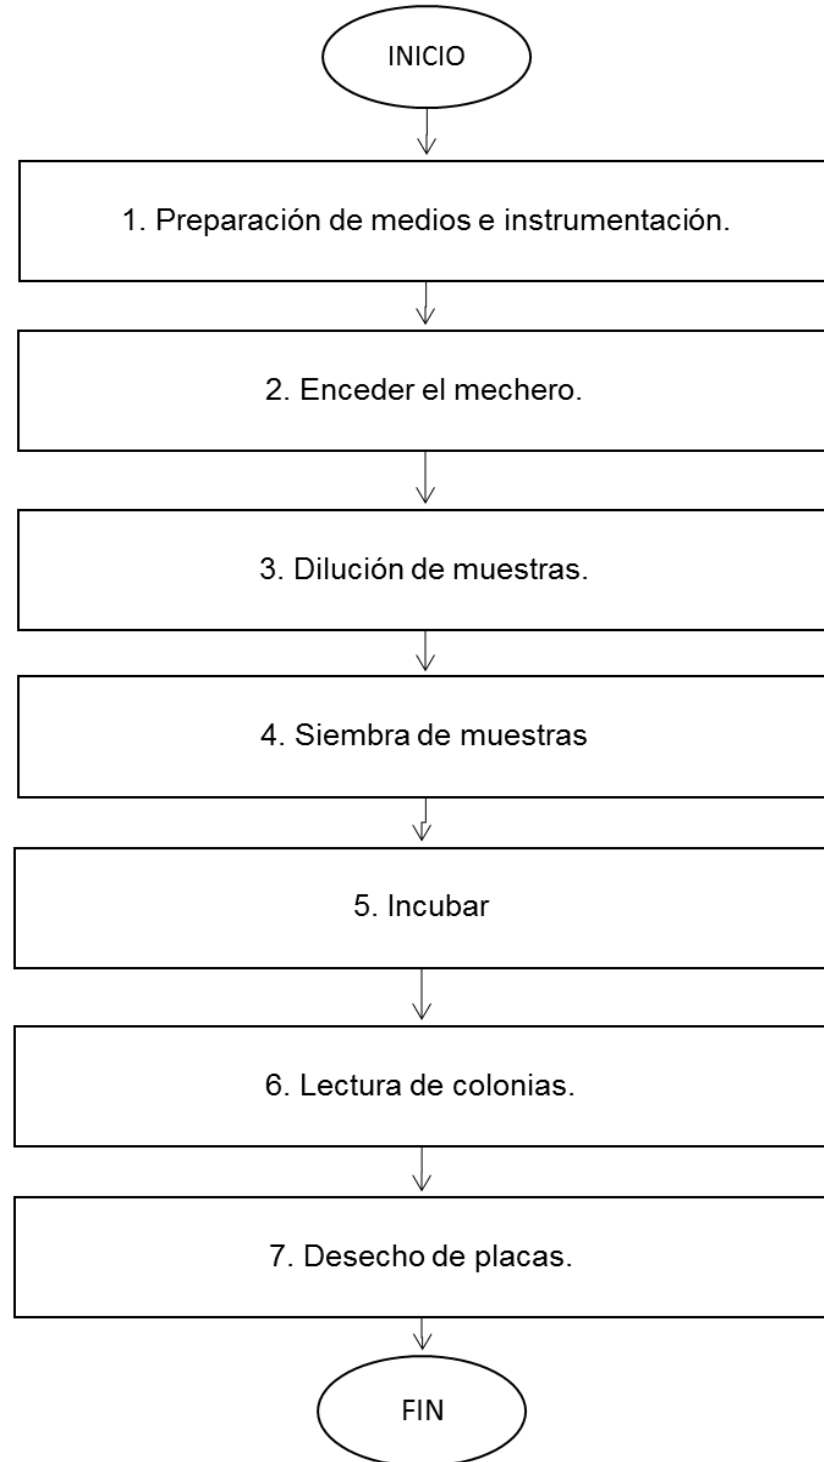 INICIO
1. Preparación de medios e instrumentación.
2. Enceder el mechero.
3. Dilución de muestras.
4. Siembra de muestras
5. Incubar
6. Lectura de colonias.
7. Desecho de placas.
FIN